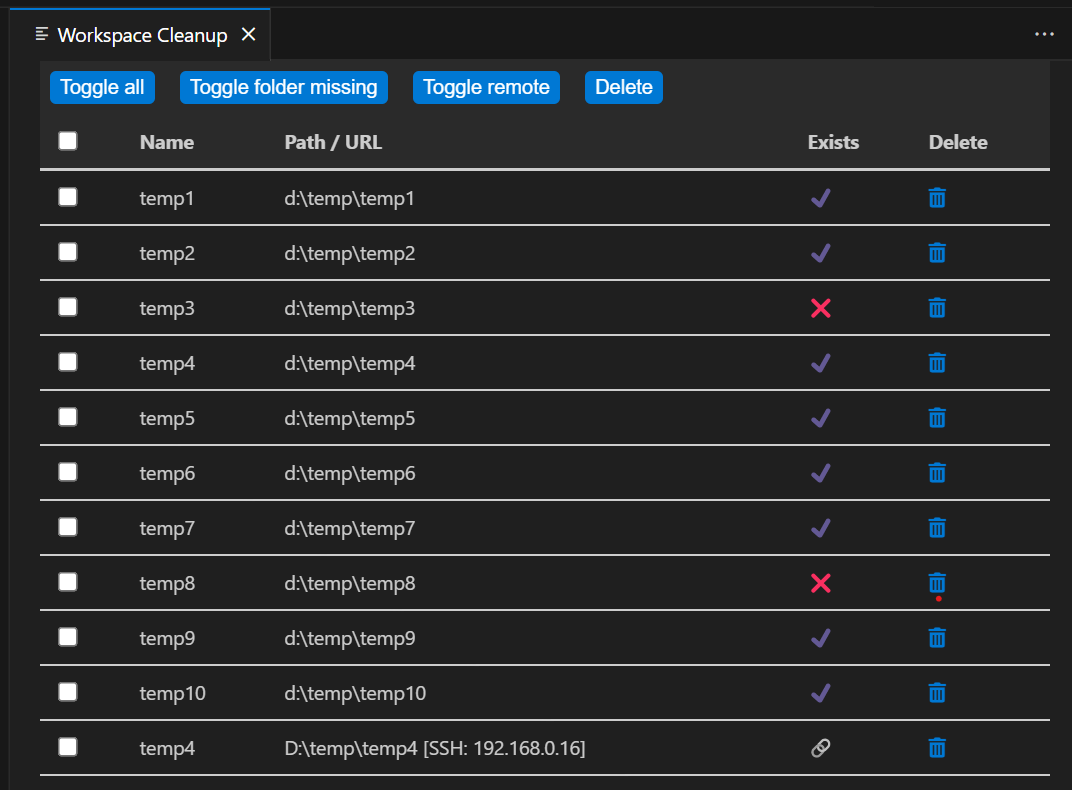 Workspace Cleanup
Toggle all Toggle folder missing Toggle remote Delete
Name Path / URL Exists Delete
temp1 d:\temp\temp1
temp2 d:\temp\temp2
temp3 d:\temp\temp3
temp4 d:\temp\temp4
temp5 d:\temp\temp5
temp6 d:\temp\temp6
temp7 d:\temp\temp7
temp8 d:\temp\temp8
temp9 d:\temp\temp9
temp10 d:\temp\temp10
temp4 D:\temp\temp4 [SSH: 192.168.0.16]